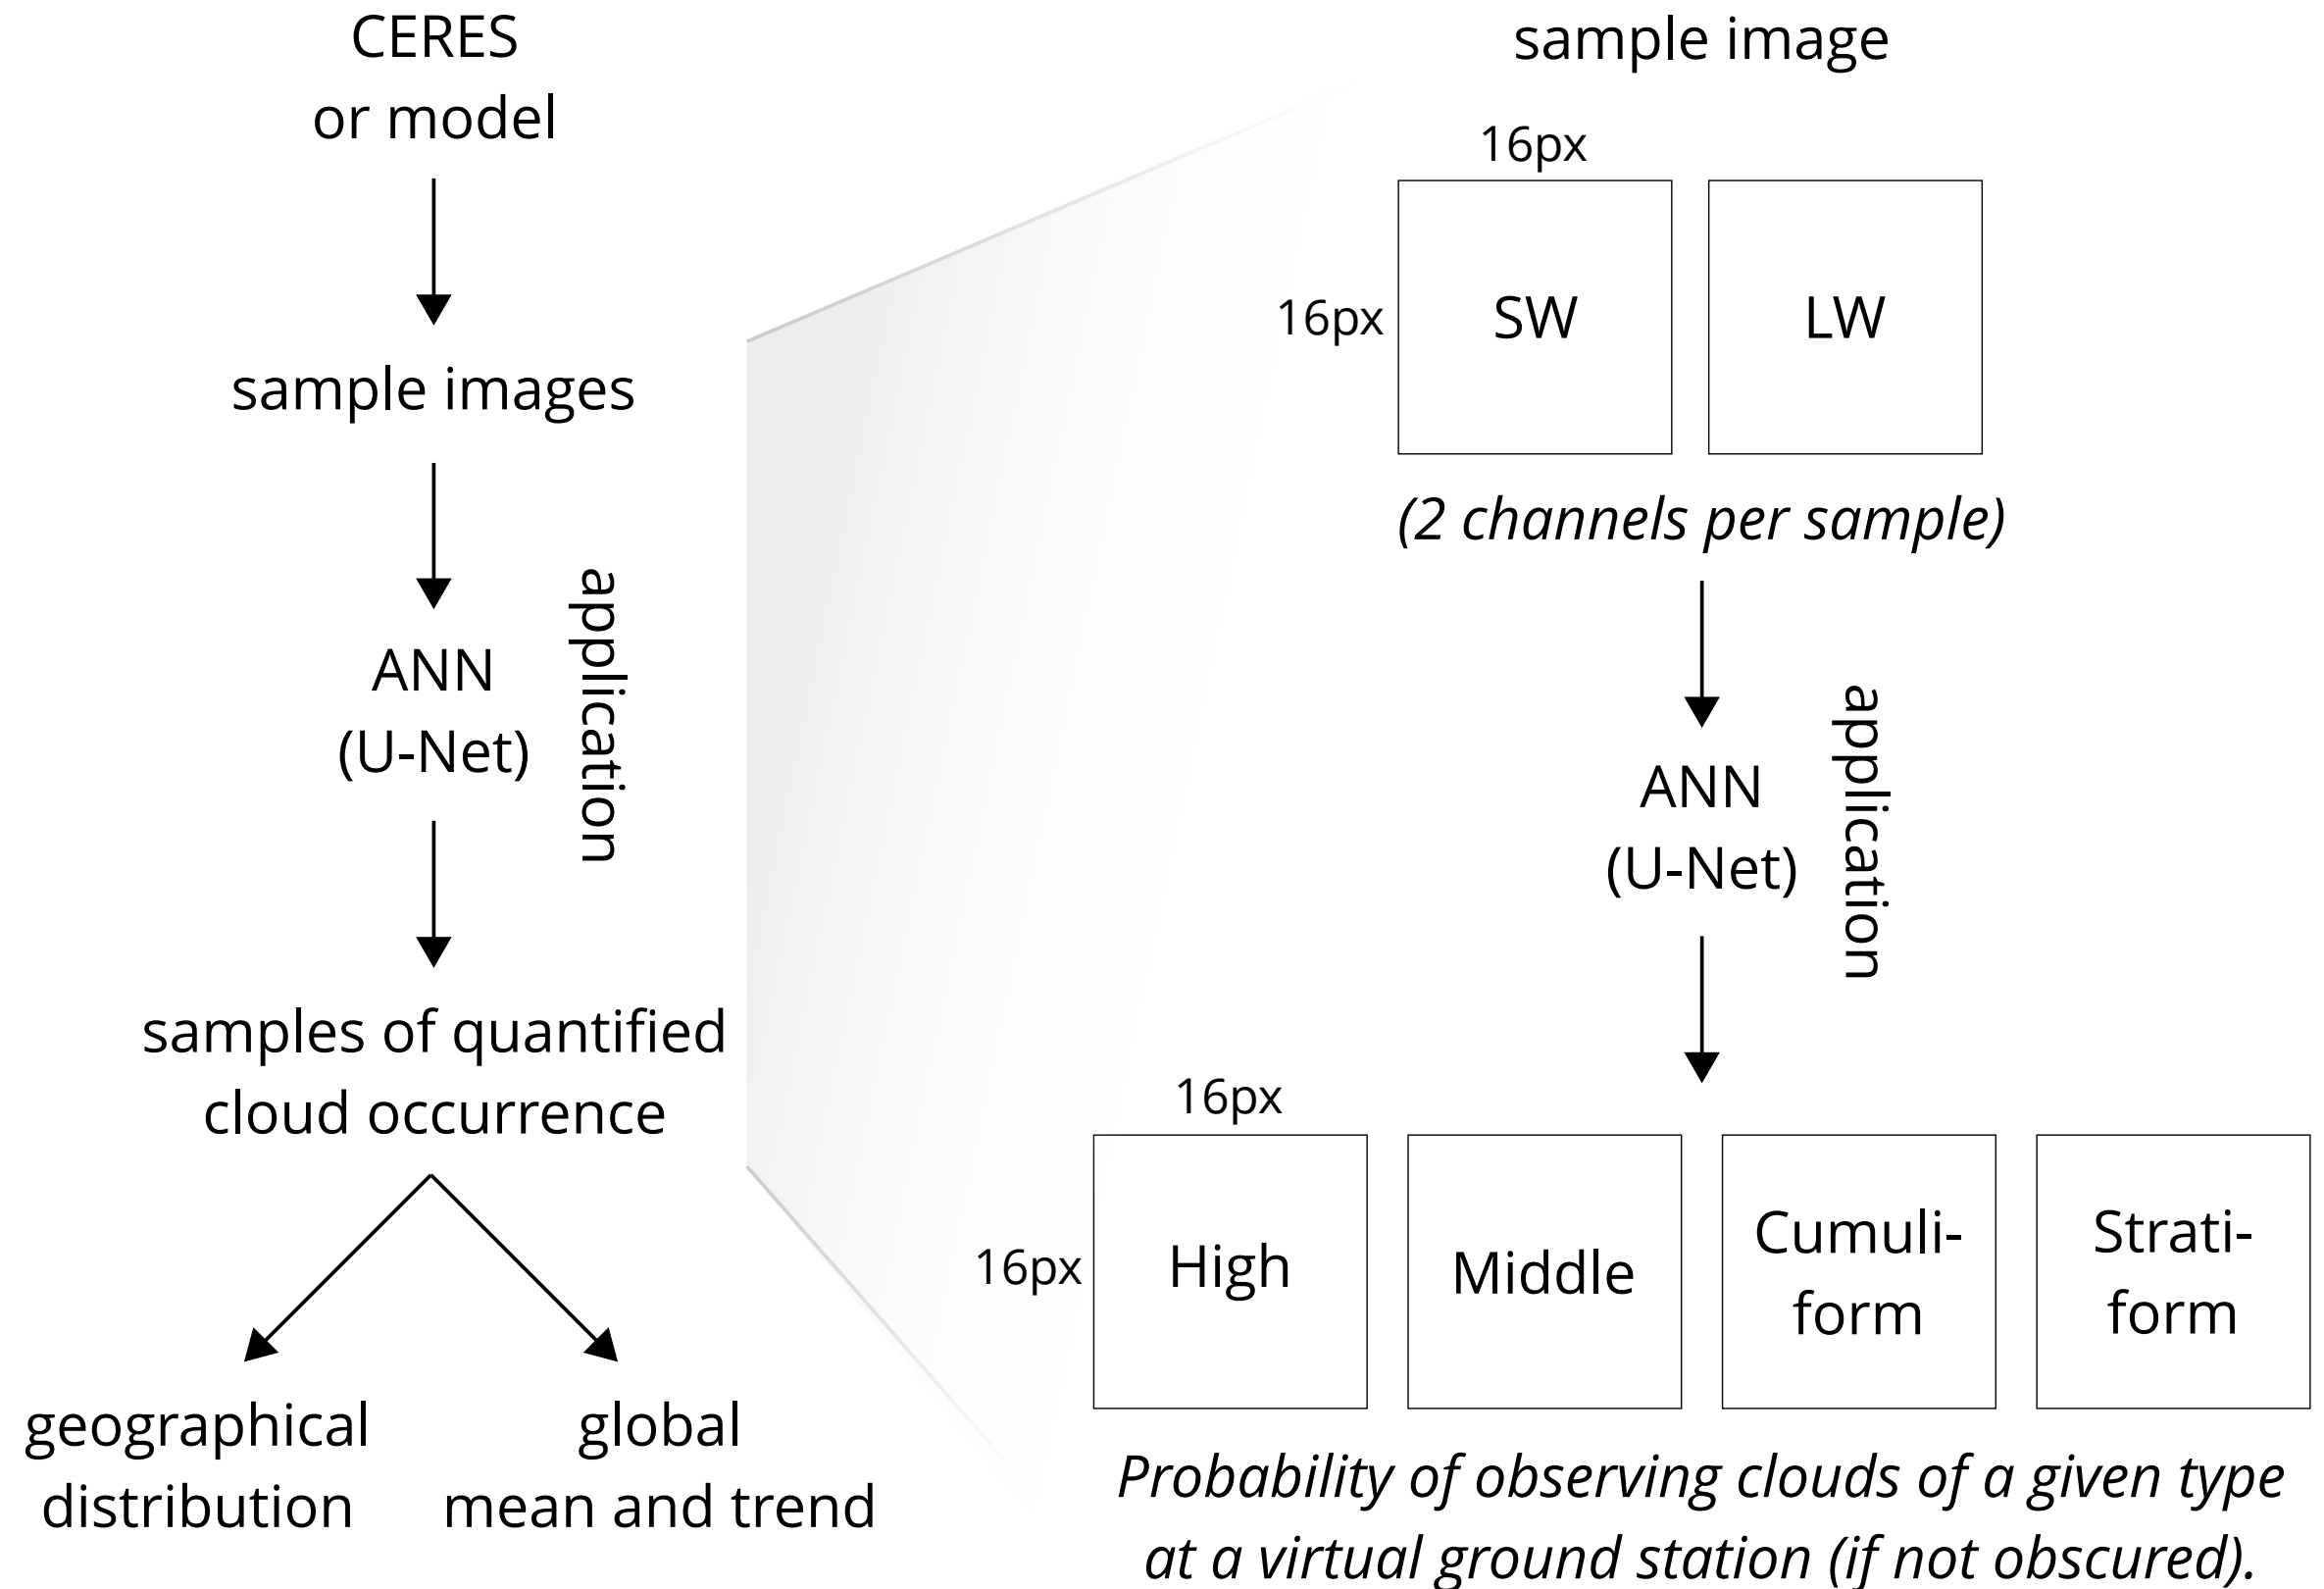 CERES
or model
sample images
ANN
(U-Net)
application
samples of quantified
cloud occurrence
geographical
distribution
global
mean and trend
sample image
16px
16px
SW
LW
(2 channels per sample)
ANN
(U-Net)
application
16px
16px
High
Middle
Cumuli-
form
Strati-
form
Probability of observing clouds of a given type
at a virtual ground station (if not obscured).